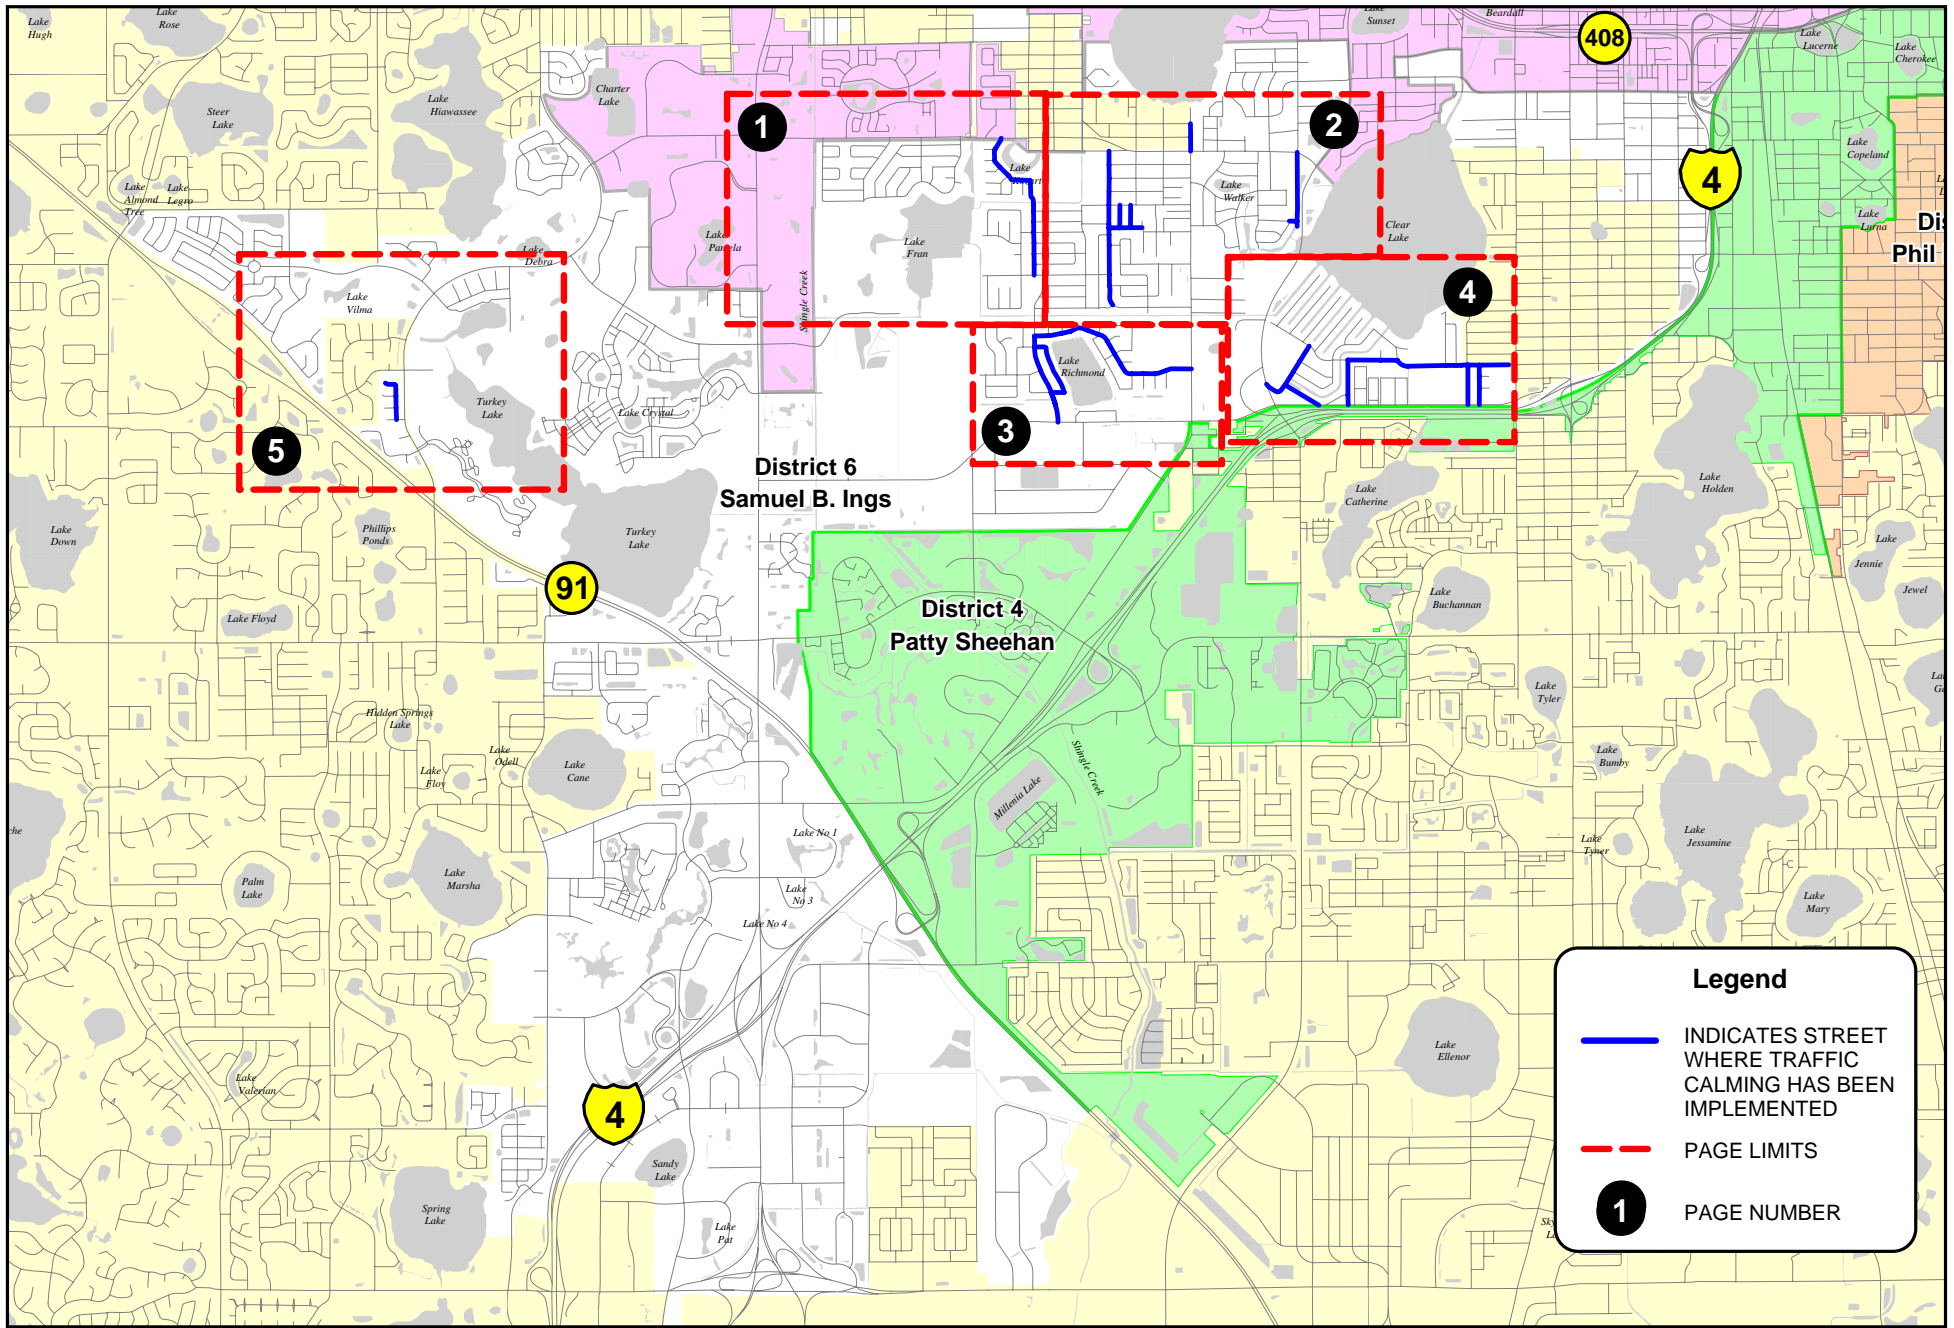 Lake
Hugh
Lake
Rose
Lake
Sunset
Beardall
408
Lake
Lucerne
Lake
Cherokee
Steer
Lake
Lake
Hiawassee
Charter
Lake
1
2
Lake
Copeland
4
Lake
Almond
Tree
Lake
Legro
Lake
Lake
Walker
Clear
Lake
Lake
Lurna
Dis
Phil
Lake
Pamela
Lake
Fran
Lake
Debra
Lake
Vilma
Shingle Creek
4
Lake
Richmond
Turkey
Lake
Lake Crystal
5
3
District 6
Samuel B. Ings
Lake
Catherine
Lake
Holden
Lake
Down
Phillips
Ponds
Turkey
Lake
Lake
Jennie
Jewel
91
Lake
Buchannan
Lake Floyd
District 4
Patty Sheehan
Lake
Tyler
Hidden Springs
Lake
Lake
Odell
Lake
Floy
Lake
Cane
Shingle Creek
Millenia Lake
Lake
Bumby
che
Lake No 1
Lake
Jessamine
Lake
Tyner
Palm
Lake
Lake
Marsha
Lake
No 3
Lake No 4
Lake
Mary
Lake
Ellenor
Lake
Valerian
4
Sandy
Lake
Spring
Lake
Lake
Pat
Legend
INDICATES STREET
WHERE TRAFFIC
CALMING HAS BEEN
IMPLEMENTED
PAGE LIMITS
1
PAGE NUMBER